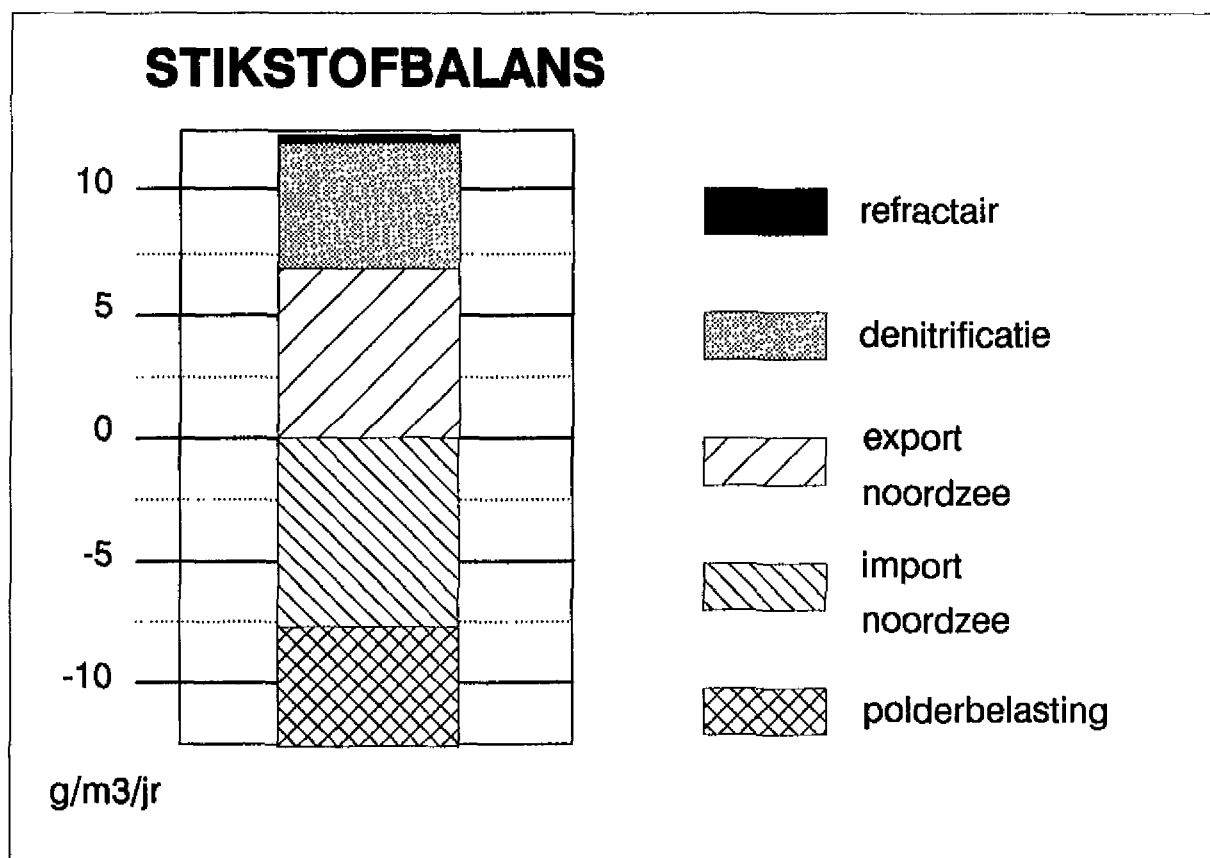 STIKSTOFBALANS
10
5
0
-5
-10
g/m3/jr
refractair
denitrificatie
export
noordzee
import
noordzee
polderbelasting